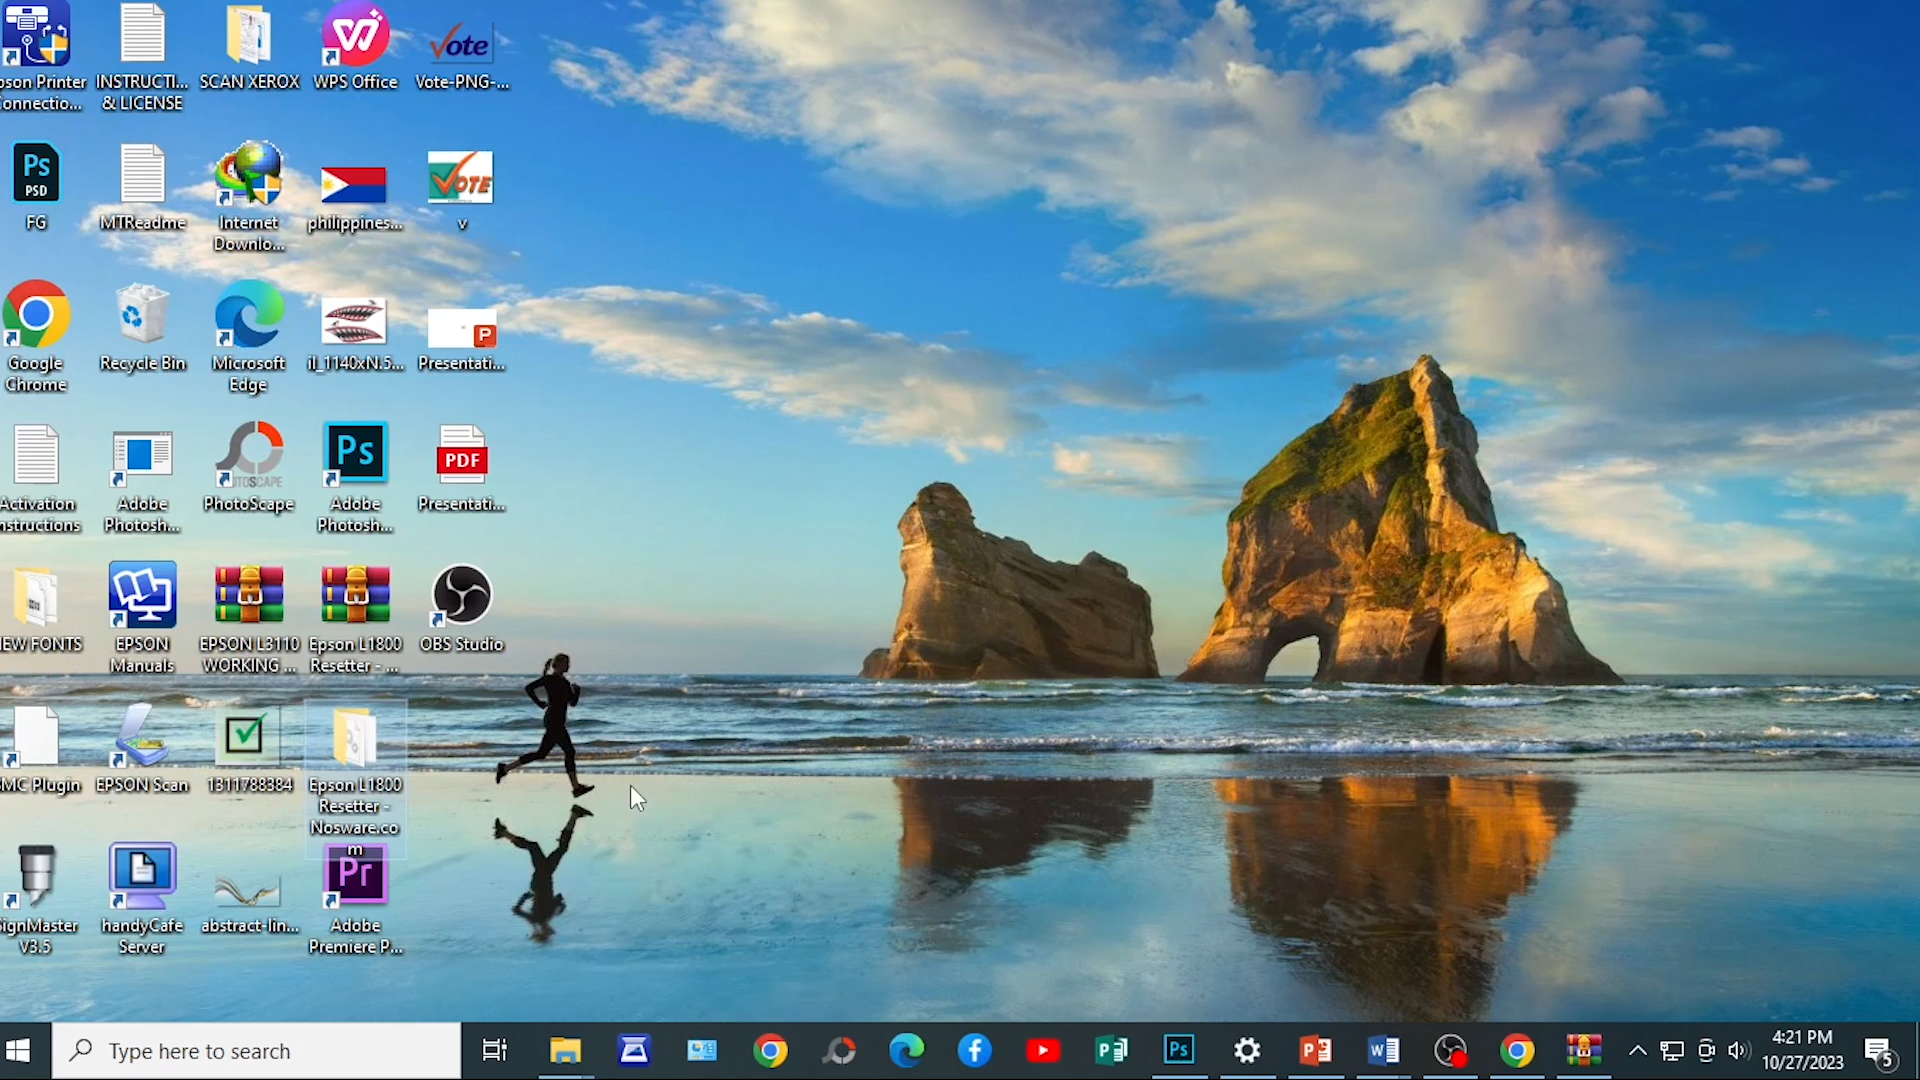 pson Printer
onnectio...
INSTRUCTI...
& LICENSE
SCAN XEROX
WPS Office
Vote
Vote-PNG-...
Ps
PSD
FG
MTReadme
Internet
Downlo...
philippines...
VOTE
v
Google
Chrome
Recycle Bin
Microsoft
Edge
il_1140xN.5...
P
Presentati...
Activation
nstructions
Adobe
Photosh...
PhotoScape
Ps
Adobe
Photosh...
PDF
Presentati...
EW FONTS
EPSON
Manuals
EPSON L3110
WORKING ...
Epson L1800
Resetter - ...
OBS Studio
MC Plugin
EPSON Scan
1311788384
Epson L1800
Resetter -
Nosware.co
m
ignMaster
V3.5
handyCafe
Server
abstract-lin...
Pr
Adobe
Premiere P...
Type here to search
Ps
4:21 PM
10/27/2023
5